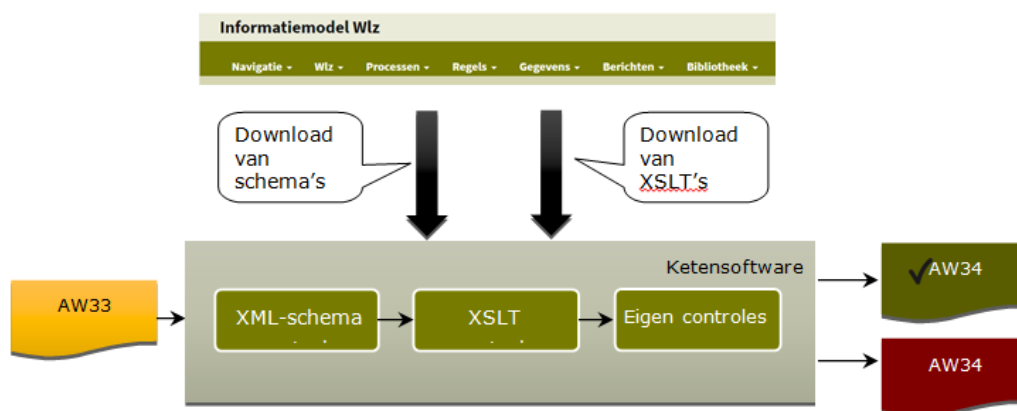 Informatiemodel Wlz
Navigatie Wlz Processen Regels Gegevens Berichten Bibliotheek
Download
van
schema's
Download
van
XSLT's
Ketensoftware
AW33
XML-schema
XSLT
Eigen controles
AW34
AW34